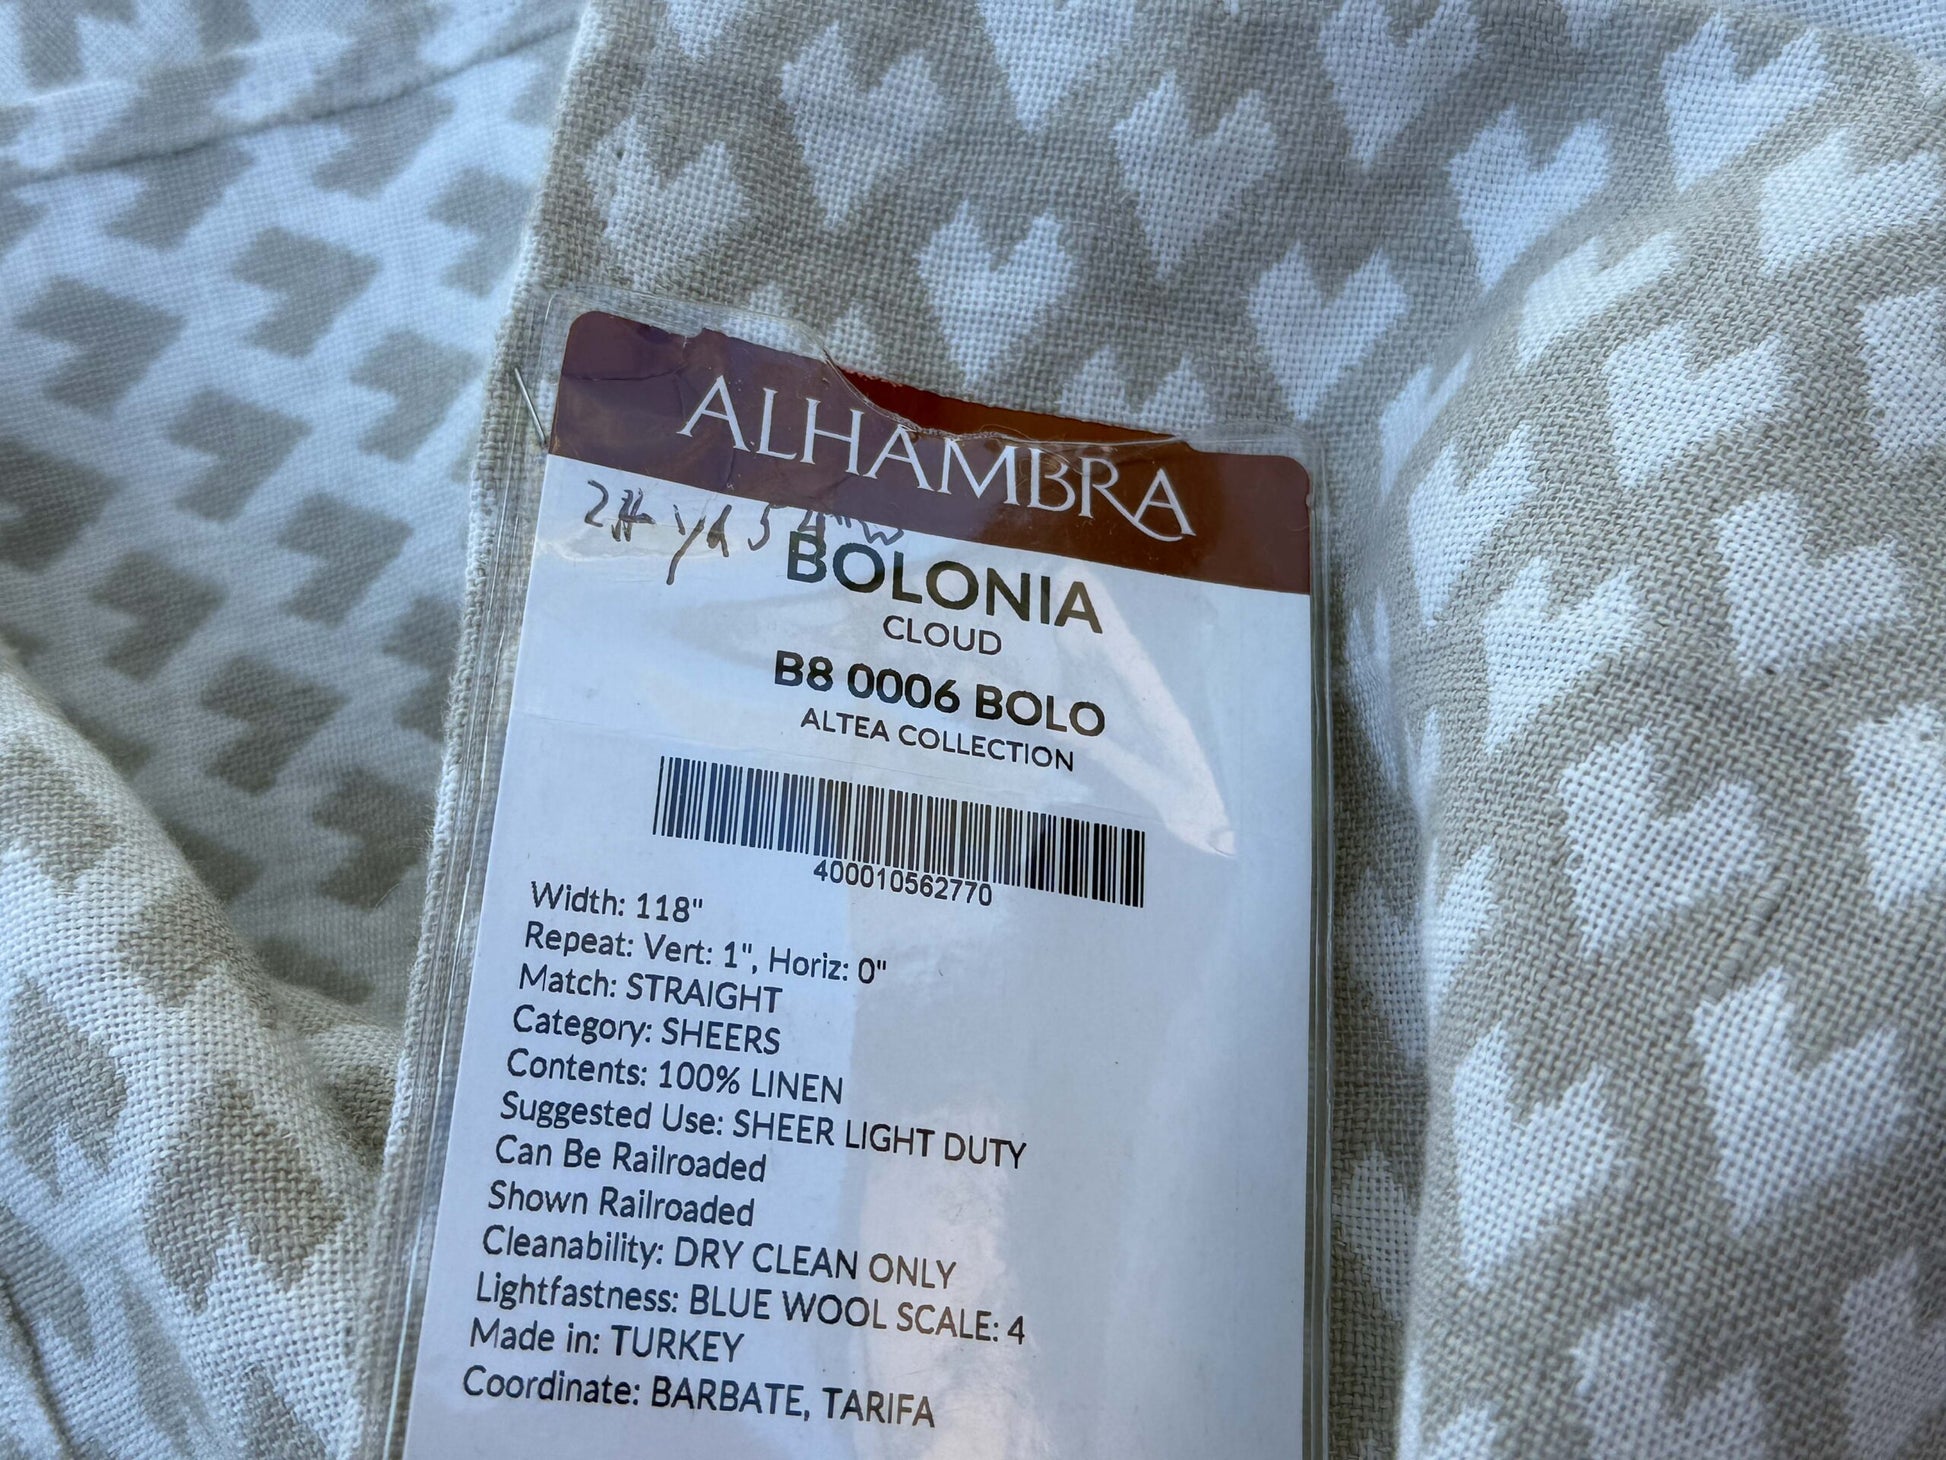 ALHAMBRA
yd
BOLONIA
CLOUD
B8 0006 BOLO
ALTEA COLLECTION
400010562770
Width: 118"
Repeat: Vert: 1", Horiz: 0"
Match: STRAIGHT
Category: SHEERS
Contents: 100% LINEN
Suggested Use: SHEER LIGHT DUTY
Can Be Railroaded
Shown Railroaded
Cleanability: DRY CLEAN ONLY
Lightfastness: BLUE WOOL SCALE: 4
Made in: TURKEY
Coordinate: BARBATE, TARIFA